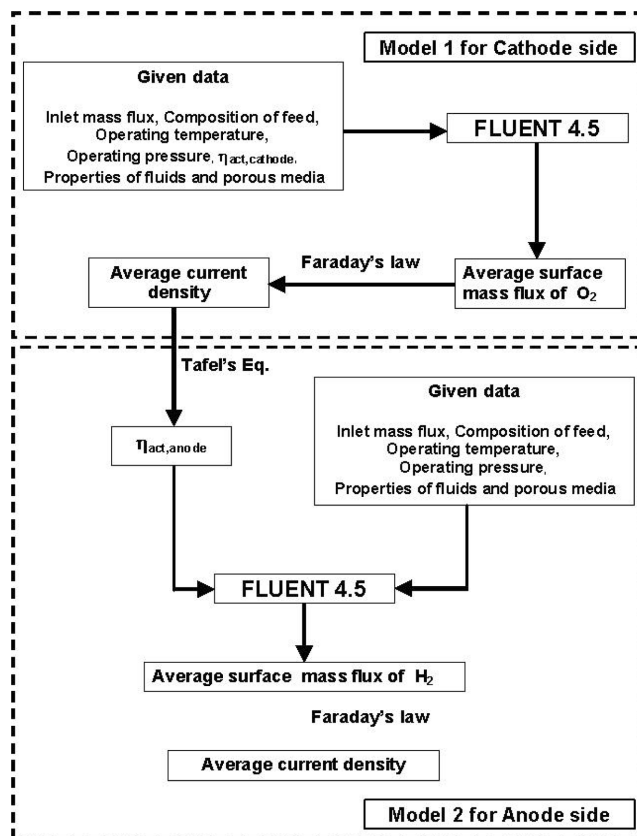 Model 1 for Cathode side
Given data
Inlet mass flux, Composition of feed,
Operating temperature,
Operating pressure, ηact,cathode,
Properties of fluids and porous media
FLUENT 4.5
Faraday's law
Average current
density
Average surface
mass flux of O₂
Tafel's Eq.
Given data
Inlet mass flux, Composition of feed,
Operating temperature,
Operating pressure,
Properties of fluids and porous media
ηact,anode
FLUENT 4.5
Average surface mass flux of H₂
Faraday's law
Average current density
Model 2 for Anode side